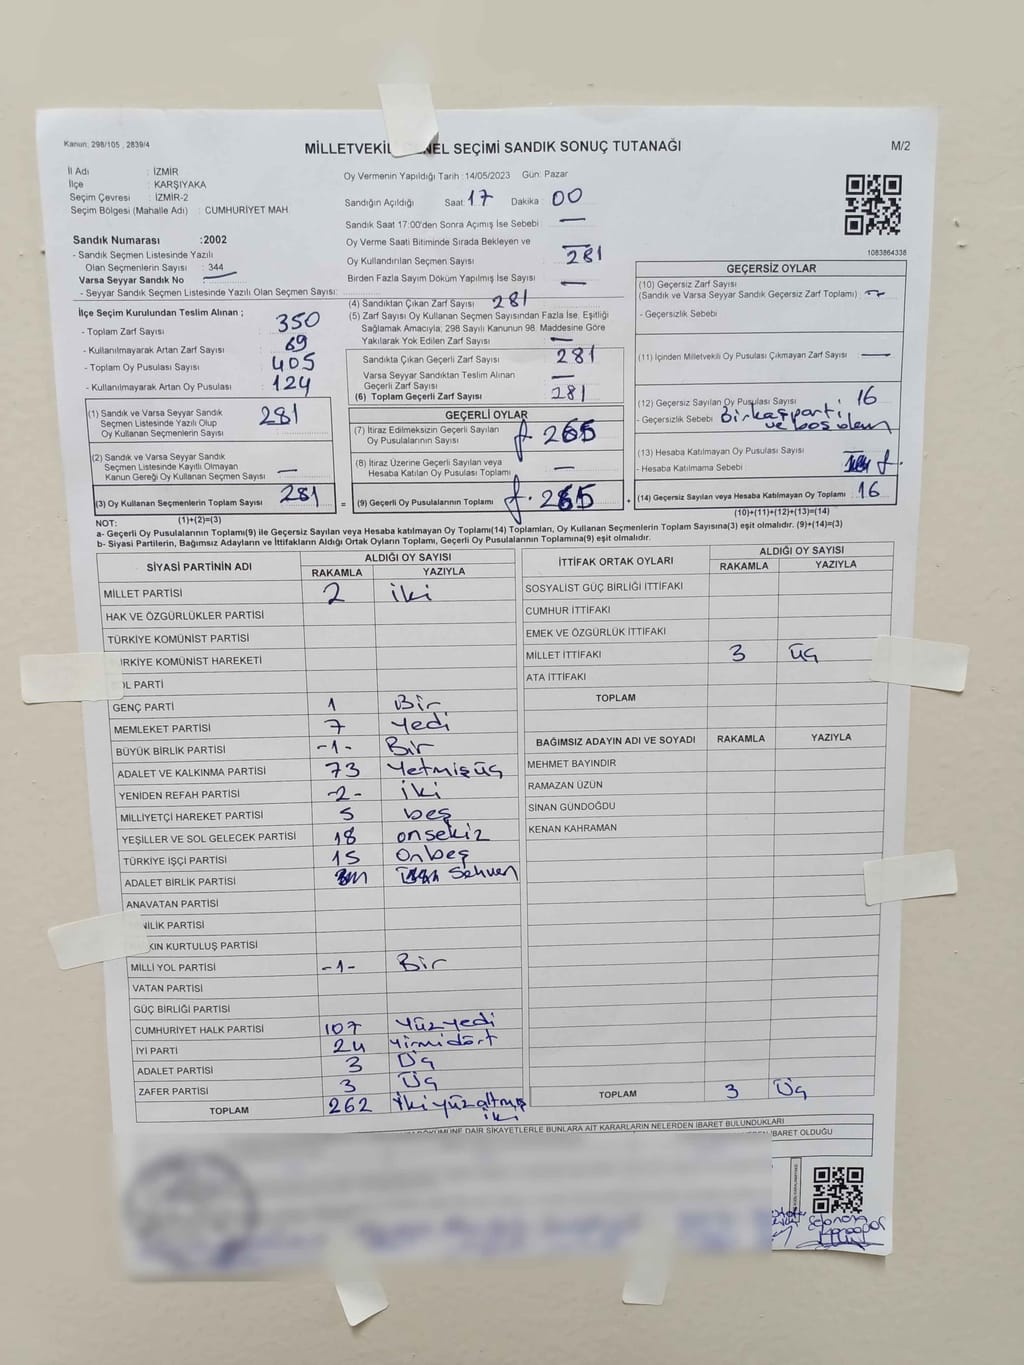 Kanun, 298/105 , 2839/4
MİLLETVEKİL NEL SEÇİMİ SANDIK SONUÇ TUTANAĞI
M/2
İl Adı : İZMİR
İlçe : KARŞIYAKA
Seçim Çevresi : İZMİR-2
Seçim Bölgesi (Mahalle Adı) : CUMHURİYET MAH.
Sandık Numarası :2002
- Sandık Seçmen Listesinde Yazılı
Olan Seçmenlerin Sayısı : 344
Varsa Seyyar Sandık No
- Seyyar Sandık Seçmen Listesinde Yazılı Olan Seçmen Sayısı:
Oy Vermenin Yapıldığı Tarih : 14/05/2023 Gün: Pazar
Sandığın Açıldığı Saat: 17 Dakika : 00
Sandık Saat 17:00'den Sonra Açımış İse Sebebi : —
Oy Verme Saati Bitiminde Sırada Bekleyen ve
Oy Kullandırılan Seçmen Sayısı : 281
Birden Fazla Sayım Döküm Yapılmış İse Sayısı : —
1083864338
İlçe Seçim Kurulundan Teslim Alınan ;
- Toplam Zarf Sayısı : 350
- Kullanılmayarak Artan Zarf Sayısı : 69
- Toplam Oy Pusulası Sayısı : 405
- Kullanılmayarak Artan Oy Pusulası : 124
(4) Sandıktan Çıkan Zarf Sayısı : 281
(5) Zarf Sayısı Oy Kullanan Seçmen Sayısından Fazla İse, Eşitliği
Sağlamak Amacıyla; 298 Sayılı Kanunun 98. Maddesine Göre
Yakılarak Yok Edilen Zarf Sayısı : —
Sandıkta Çıkan Geçerli Zarf Sayısı : 281
Varsa Seyyar Sandıktan Teslim Alınan
Geçerli Zarf Sayısı : —
(6) Toplam Geçerli Zarf Sayısı : 281
GEÇERSİZ OYLAR
(10) Geçersiz Zarf Sayısı
(Sandık ve Varsa Seyyar Sandık Geçersiz Zarf Toplamı) :
- Geçersizlik Sebebi :
(11) İçinden Milletvekili Oy Pusulası Çıkmayan Zarf Sayısı : —
(12) Geçersiz Sayılan Oy Pusulası Sayısı : 16
- Geçersizlik Sebebi : Birkaç parti
ve boş olan
(13) Hesaba Katılmayan Oy Pusulası Sayısı :
- Hesaba Katılmama Sebebi :
(14) Geçersiz Sayılan veya Hesaba Katılmayan Oy Toplamı : 16
(10)+(11)+(12)+(13)=(14)
(1) Sandık ve Varsa Seyyar Sandık
Seçmen Listesinde Yazılı Olup
Oy Kullanan Seçmenlerin Sayısı : 281
(2) Sandık ve Varsa Seyyar Sandık
Seçmen Listesinde Kayıtlı Olmayan
Kanun Gereği Oy Kullanan Seçmen Sayısı : —
(3) Oy Kullanan Seçmenlerin Toplam Sayısı : 281 =
(1)+(2)=(3)
GEÇERLİ OYLAR
(7) İtiraz Edilmeksizin Geçerli Sayılan
Oy Pusulalarının Sayısı : 265
(8) İtiraz Üzerine Geçerli Sayılan veya
Hesaba Katılan Oy Pusulası Toplamı : —
(9) Geçerli Oy Pusulalarının Toplamı : 265 +
NOT:
a- Geçerli Oy Pusulalarının Toplamı(9) ile Geçersiz Sayılan veya Hesaba katılmayan Oy Toplamı(14) Toplamları, Oy Kullanan Seçmenlerin Toplam Sayısına(3) eşit olmalıdır. (9)+(14)=(3)
b- Siyasi Partilerin, Bağımsız Adayların ve İttifakların Aldığı Ortak Oyların Toplamı, Geçerli Oy Pusulalarının Toplamına(9) eşit olmalıdır.
SİYASİ PARTİNİN ADI ALDIĞI OY SAYISI
RAKAMLA YAZIYLA
MİLLET PARTİSİ 2 iki
HAK VE ÖZGÜRLÜKLER PARTİSİ
TÜRKİYE KOMÜNİST PARTİSİ
RKİYE KOMÜNİST HAREKETİ
OL PARTİ
GENÇ PARTİ 1 Bir
MEMLEKET PARTİSİ 7 Yedi
BÜYÜK BİRLİK PARTİSİ -1- Bir
ADALET VE KALKINMA PARTİSİ 73 Yetmişüç
YENİDEN REFAH PARTİSİ -2- iki
MİLLİYETÇİ HAREKET PARTİSİ 5 beş
YEŞİLLER VE SOL GELECEK PARTİSİ 18 onsekiz
TÜRKİYE İŞÇİ PARTİSİ 15 Onbeş
ADALET BİRLİK PARTİSİ Sehven
ANAVATAN PARTİSİ
NİLİK PARTİSİ
KIN KURTULUŞ PARTİSİ
MİLLİ YOL PARTİSİ -1- Bir
VATAN PARTİSİ
GÜÇ BİRLİĞİ PARTİSİ
CUMHURİYET HALK PARTİSİ 107 Yüzyedi
İYİ PARTİ 24 Yirmidört
ADALET PARTİSİ 3 Üç
ZAFER PARTİSİ 3 Üç
TOPLAM 262 İkiyüzaltmış
iki
İTTİFAK ORTAK OYLARI ALDIĞI OY SAYISI
RAKAMLA YAZIYLA
SOSYALİST GÜÇ BİRLİĞİ İTTİFAKI
CUMHUR İTTİFAKI
EMEK VE ÖZGÜRLÜK İTTİFAKI
MİLLET İTTİFAKI 3 üç
ATA İTTİFAKI
TOPLAM
BAĞIMSIZ ADAYIN ADI VE SOYADI RAKAMLA YAZIYLA
MEHMET BAYINDIR
RAMAZAN ÜZÜN
SİNAN GÜNDOĞDU
KENAN KAHRAMAN
TOPLAM 3 Üç
DÖKÜMÜNE DAİR ŞİKAYETLERLE BUNLARA AİT KARARLARIN NELERDEN İBARET BULUNDUKLARI
İBARET OLDUĞU